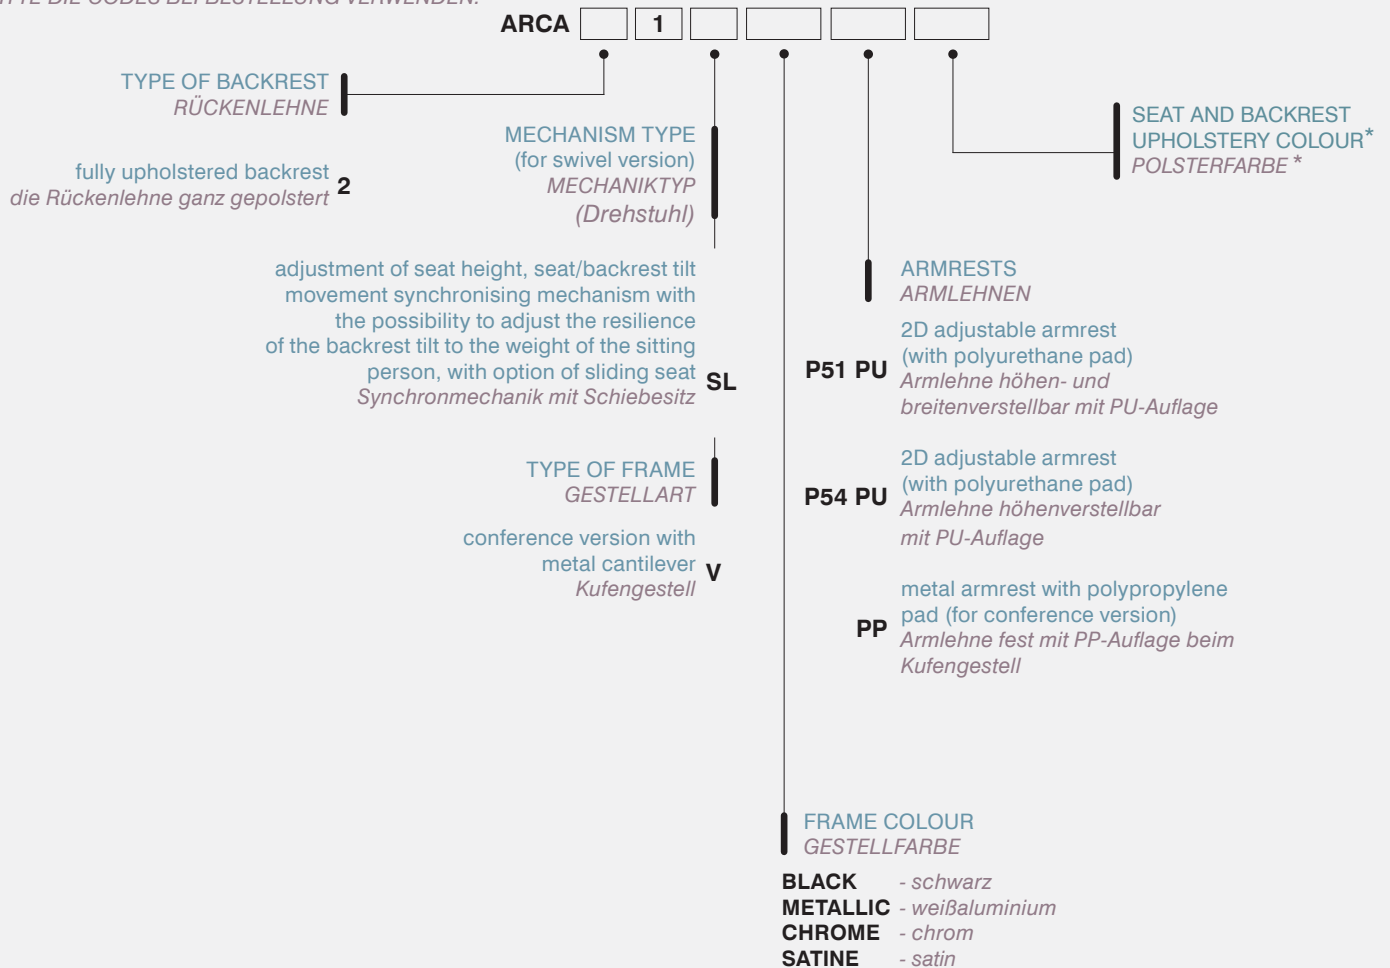 DIE CODES BEI BESTELLUNG VERWENDEN.
ARCA 1
TYPE OF BACKREST
RÜCKENLEHNE
fully upholstered backrest
die Rückenlehne ganz gepolstert
2
MECHANISM TYPE
(for swivel version)
MECHANIKTYP
(Drehstuhl)
adjustment of seat height, seat/backrest tilt
movement synchronising mechanism with
the possibility to adjust the resilience
of the backrest tilt to the weight of the sitting
person, with option of sliding seat
Synchronmechanik mit Schiebesitz
SL
TYPE OF FRAME
GESTELLART
conference version with
metal cantilever
Kufengestell
V
SEAT AND BACKREST
UPHOLSTERY COLOUR*
POLSTERFARBE *
ARMRESTS
ARMLEHNEN
P51 PU
2D adjustable armrest
(with polyurethane pad)
Armlehne höhen- und
breitenverstellbar mit PU-Auflage
P54 PU
2D adjustable armrest
(with polyurethane pad)
Armlehne höhenverstellbar
mit PU-Auflage
PP
metal armrest with polypropylene
pad (for conference version)
Armlehne fest mit PP-Auflage beim
Kufengestell
FRAME COLOUR
GESTELLFARBE
BLACK - schwarz
METALLIC - weißaluminium
CHROME - chrom
SATINE - satin